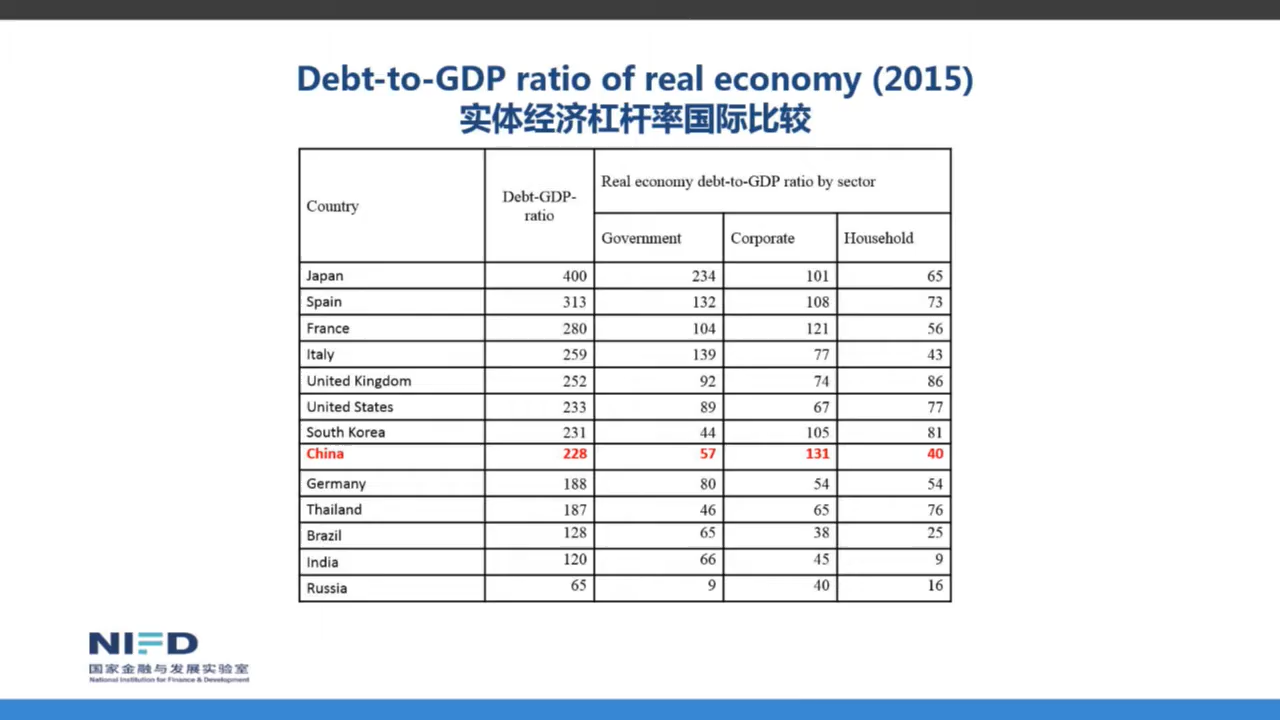 Debt-to-GDP ratio of real economy (2015)
实体经济杠杆率国际比较
Country Debt-GDP-ratio Real economy debt-to-GDP ratio by sector
Government Corporate Household
Japan 400 234 101 65
Spain 313 132 108 73
France 280 104 121 56
Italy 259 139 77 43
United Kingdom 252 92 74 86
United States 233 89 67 77
South Korea 231 44 105 81
China 228 57 131 40
Germany 188 80 54 54
Thailand 187 46 65 76
Brazil 128 65 38 25
India 120 66 45 9
Russia 65 9 40 16
NIFD
国家金融与发展实验室
National Institution for Finance & Development